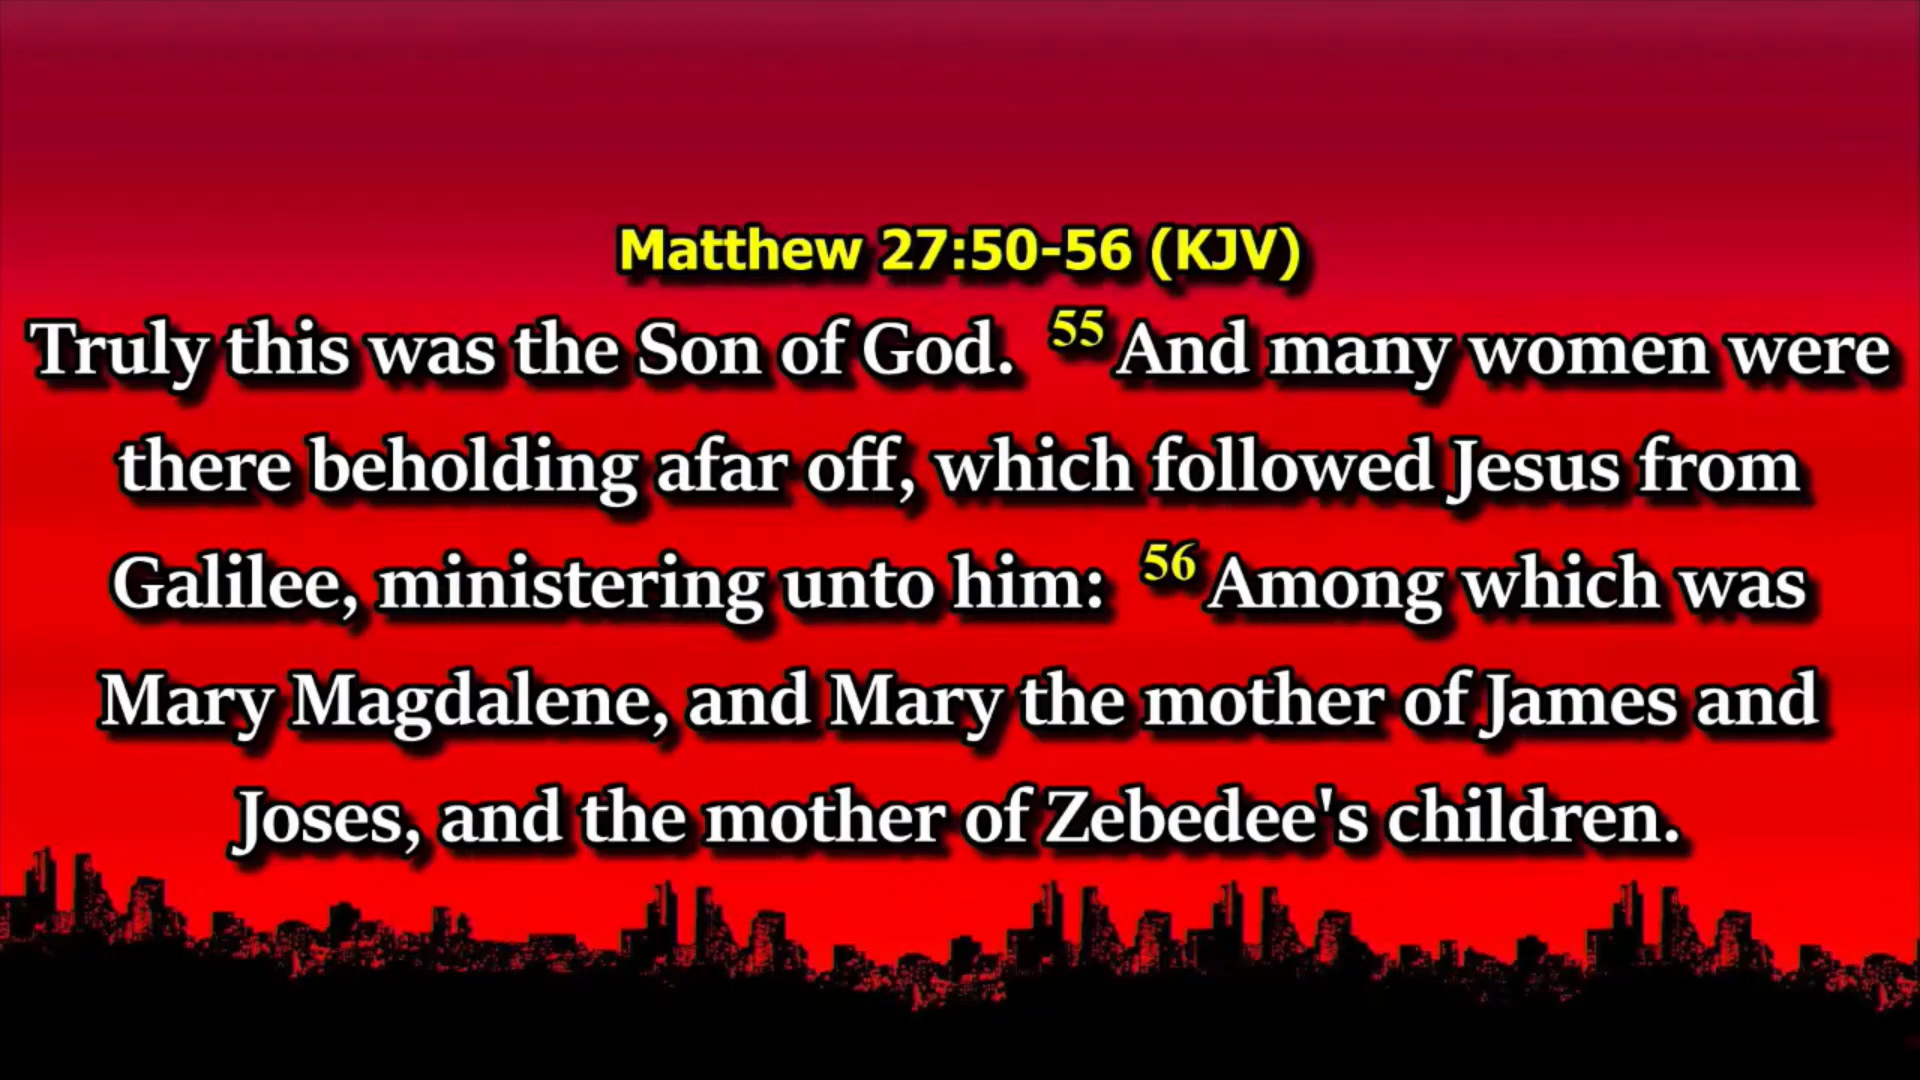 Matthew 27:50-56 (KJV)
Truly this was the Son of God. 55 And many women were
there beholding afar off, which followed Jesus from
Galilee, ministering unto him: 56 Among which was
Mary Magdalene, and Mary the mother of James and
Joses, and the mother of Zebedee's children.